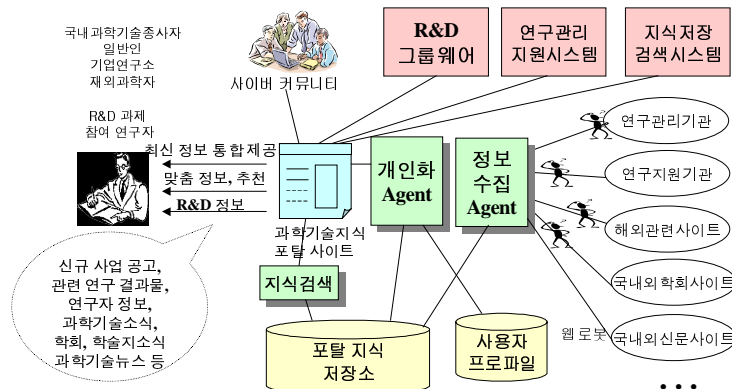 국내과학기술종사자
일반인
기업연구소
재외과학자
사이버 커뮤니티
R&D
그룹웨어
연구관리
지원시스템
지식저장
검색시스템
R&D 과제
참여 연구자
최신 정보 통합제공
맞춤 정보, 추천
R&D 정보
과학기술지식
포탈 사이트
개인화
Agent
정보
수집
Agent
연구관리기관
연구지원기관
해외관련사이트
국내외학회사이트
국내외신문사이트
웹로봇
신규 사업 공고,
관련 연구 결과물,
연구자 정보,
과학기술소식,
학회, 학술지소식
과학기술뉴스 등
지식검색
포탈 지식
저장소
사용자
프로파일
...